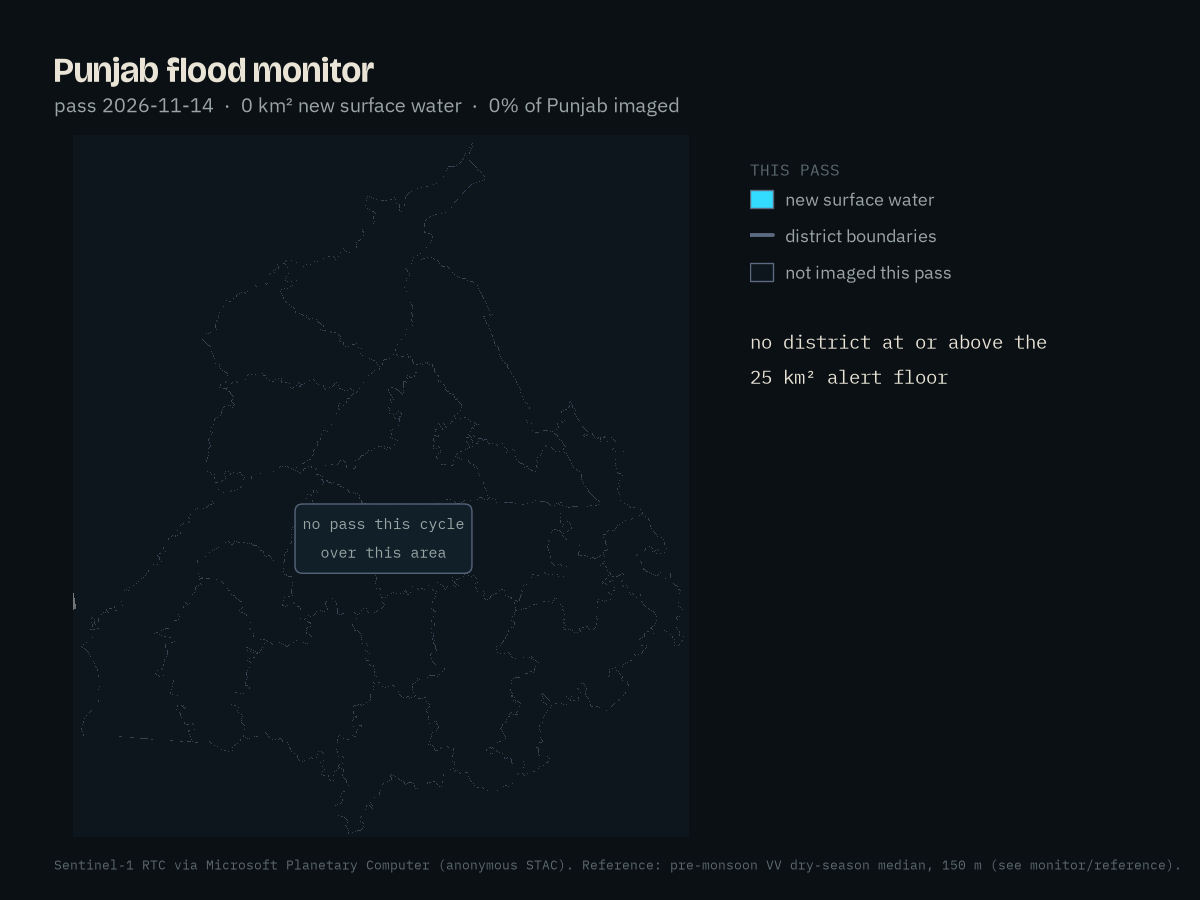 Punjab flood monitor
pass 2026-11-14 · 0 km² new surface water · 0% of Punjab imaged
THIS PASS
new surface water
district boundaries
not imaged this pass
no district at or above the
25 km² alert floor
no pass this cycle
over this area
Sentinel-1 RTC via Microsoft Planetary Computer (anonymous STAC). Reference: pre-monsoon VV dry-season median, 150 m (see monitor/reference).